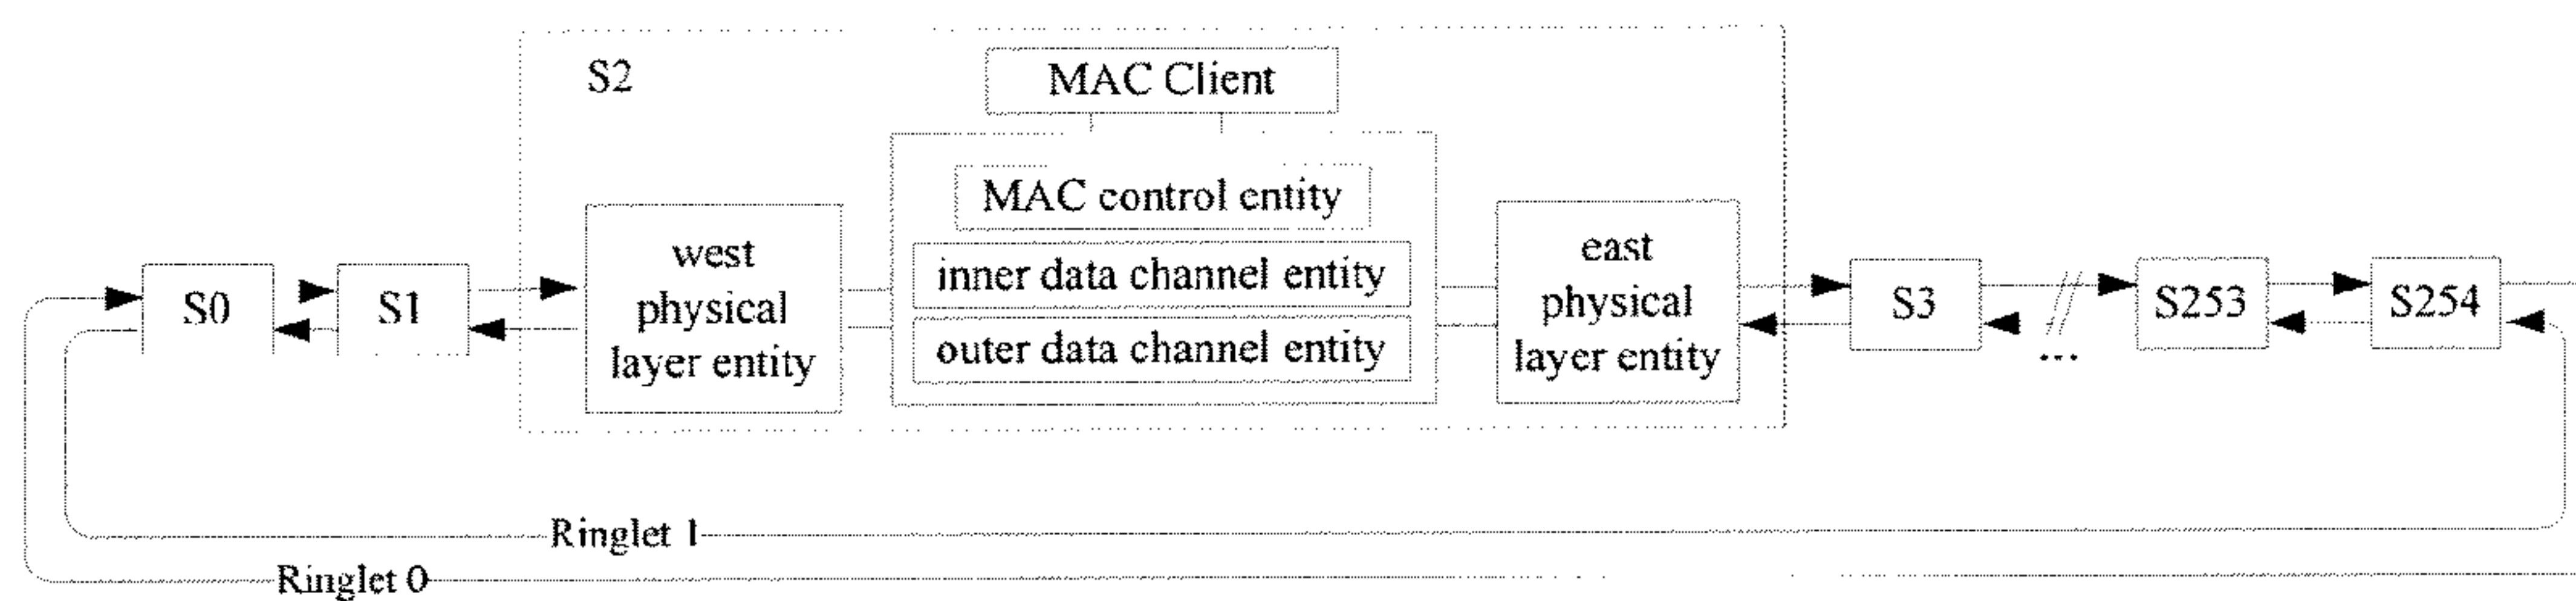 S2
MAC Client
MAC control entity
inner data channel entity
outer data channel entity
west
physical
layer entity
east
physical
layer entity
S0
S1
S3
...
S253
S254
Ringlet 1
Ringlet 0